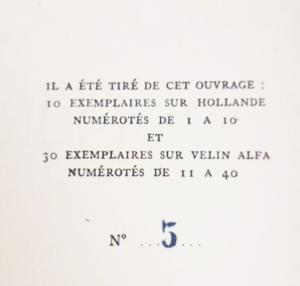 IL A ÉTÉ TIRÉ DE CET OUVRAGE :
10 EXEMPLAIRES SUR HOLLANDE
NUMÉROTÉS DE 1 A 10
ET
30 EXEMPLAIRES SUR VELIN ALFA
NUMÉROTÉS DE 11 A 40
N° ...5...